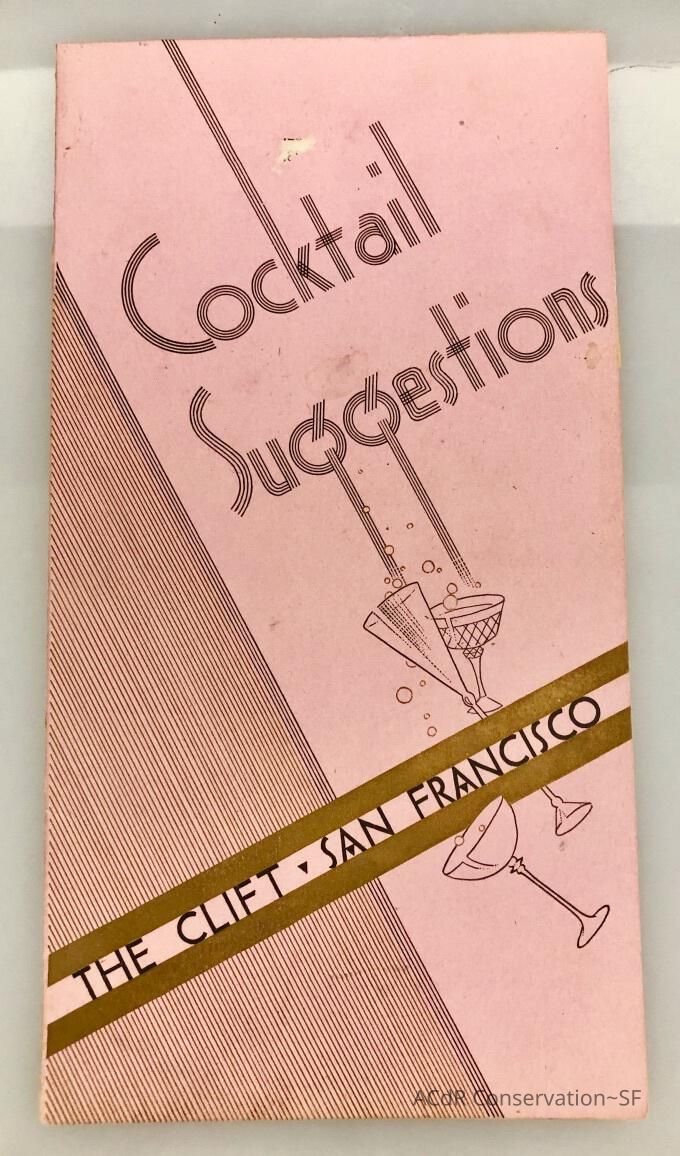 Cocktail
Suggestions
THE CLIFT ▾ SAN FRANCISCO
ACdR Conservation~SF